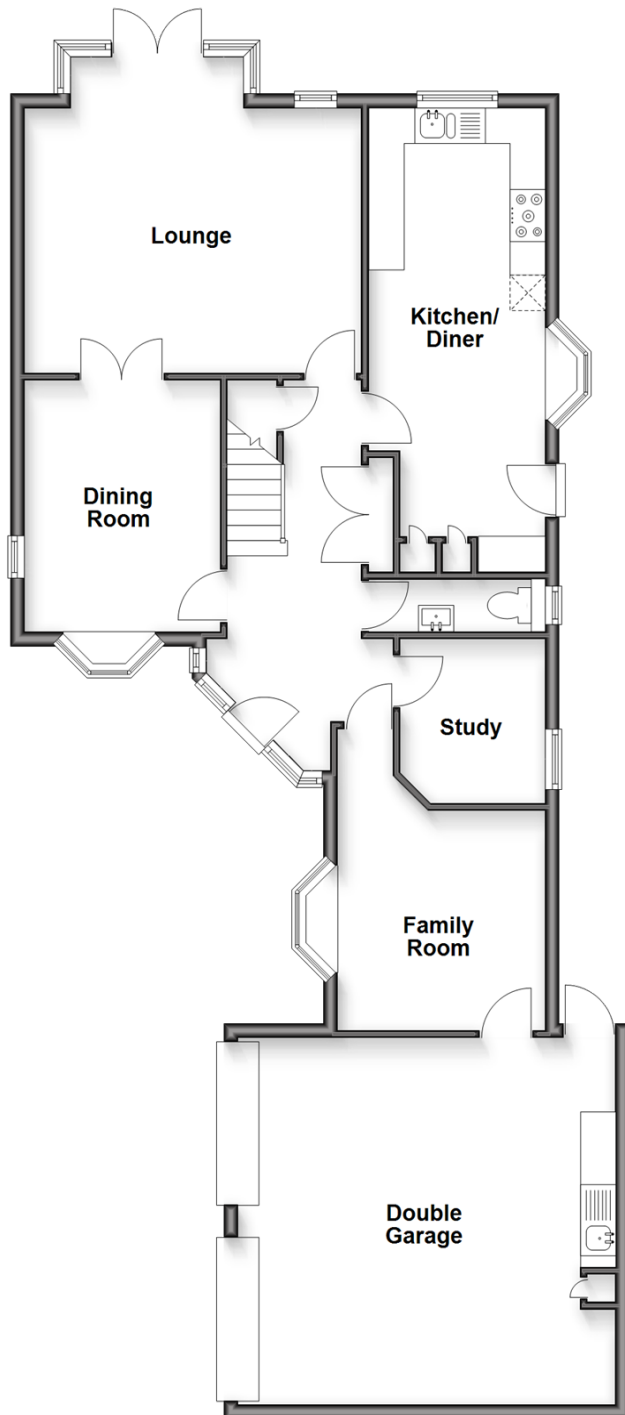 Lounge
Kitchen/
Diner
Dining
Room
Study
Family
Room
Double
Garage